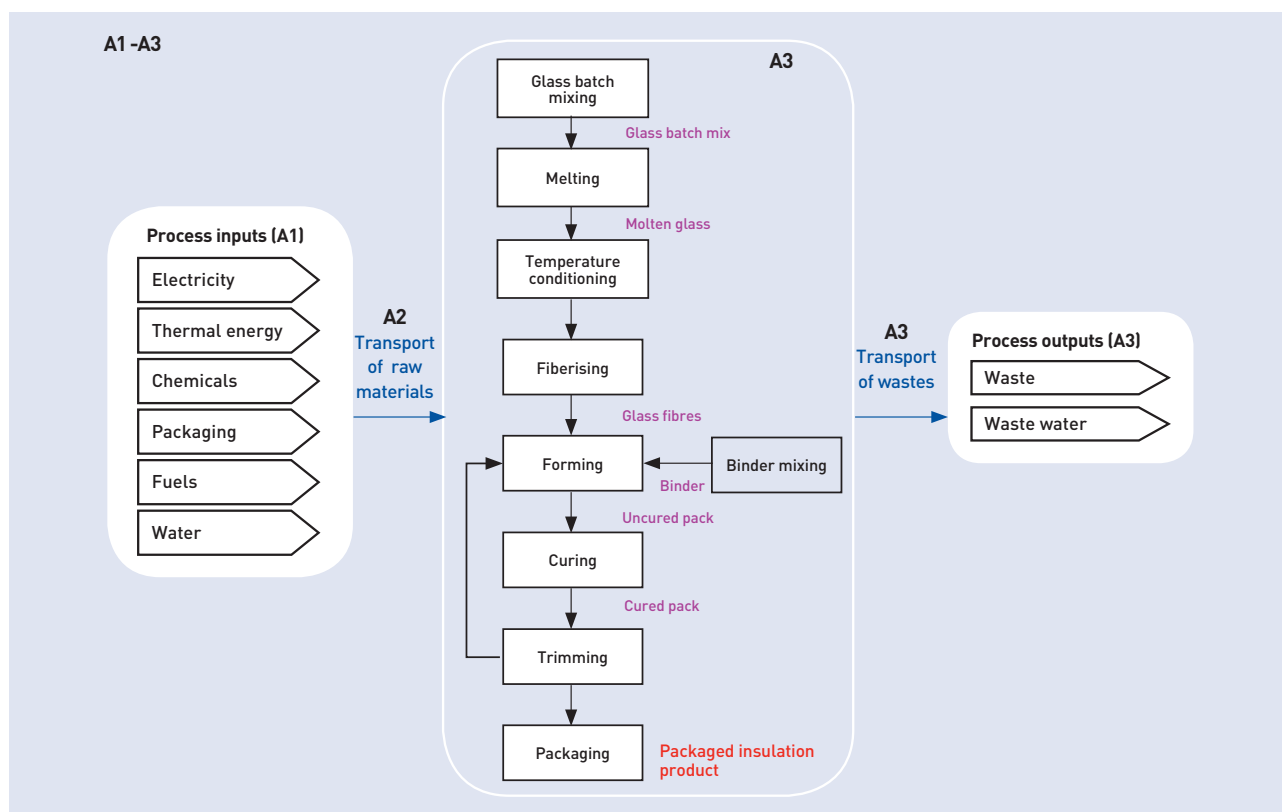 A1 -A3
Process inputs (A1)
Electricity
Thermal energy
Chemicals
Packaging
Fuels
Water
A2
Transport
of raw
materials
A3
Glass batch
mixing
Glass batch mix
Melting
Molten glass
Temperature
conditioning
Fiberising
Glass fibres
Forming
Binder mixing
Binder
Uncured pack
Curing
Cured pack
Trimming
Packaging
Packaged insulation
product
A3
Transport
of wastes
Process outputs (A3)
Waste
Waste water